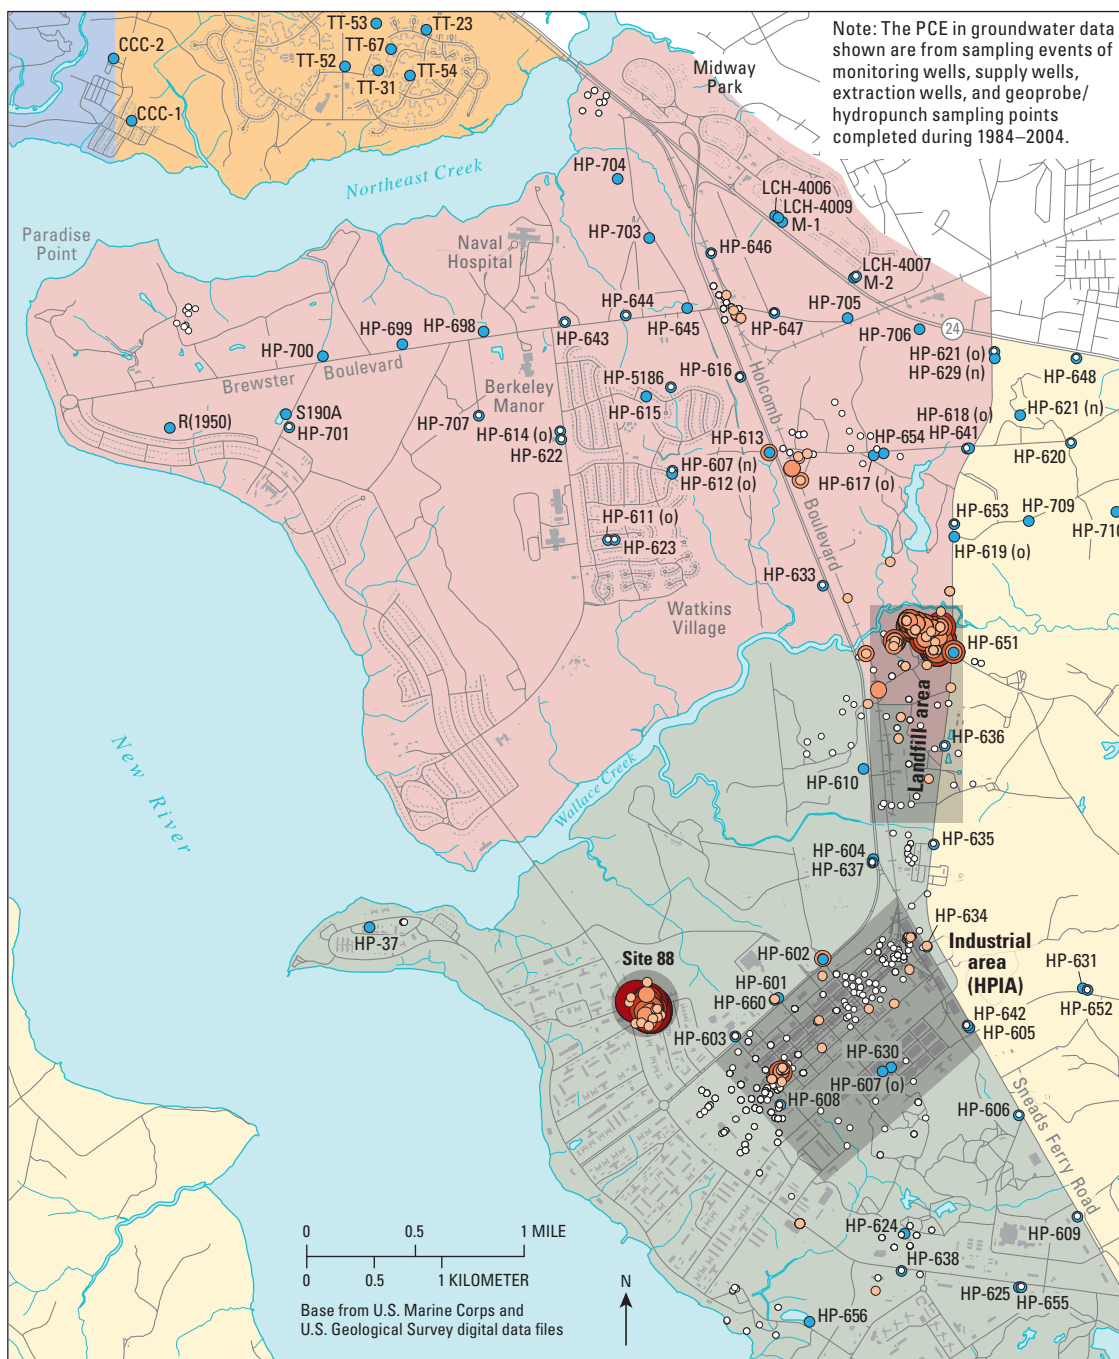 Note: The PCE in groundwater data
shown are from sampling events of
monitoring wells, supply wells,
extraction wells, and geoprobe/
hydropunch sampling points
completed during 1984–2004.
CCC-2
CCC-1
TT-53
TT-23
TT-67
TT-52
TT-31
TT-54
Midway
Park
Northeast Creek
HP-704
LCH-4006
LCH-4009
M-1
HP-703
HP-646
Paradise
Point
Naval
Hospital
LCH-4007
M-2
HP-644
HP-645
HP-647
HP-705
HP-706
24
HP-643
HP-698
HP-699
HP-700
Brewster Boulevard
Holcomb Boulevard
HP-621 (o)
HP-629 (n)
HP-648
HP-616
HP-5186
HP-615
Berkeley
Manor
HP-621 (n)
S190A
R(1950)
HP-701
HP-707
HP-614 (o)
HP-622
HP-618 (o)
HP-641
HP-654
HP-613
HP-620
HP-607 (n)
HP-612 (o)
HP-617 (o)
HP-611 (o)
HP-623
HP-653
HP-709
HP-710
HP-619 (o)
HP-633
Watkins
Village
HP-651
Landfill area
HP-636
New River
Wallace Creek
HP-610
HP-604
HP-637
HP-635
HP-634
HP-37
Industrial
area
(HPIA)
HP-602
Site 88
HP-601
HP-660
HP-631
HP-652
HP-603
HP-642
HP-605
HP-630
HP-607 (o)
HP-608
HP-606
Sneads Ferry Road
HP-624
HP-609
HP-638
HP-625
HP-655
HP-656
0 0.5 1 MILE
0 0.5 1 KILOMETER
N
Base from U.S. Marine Corps and
U.S. Geological Survey digital data files